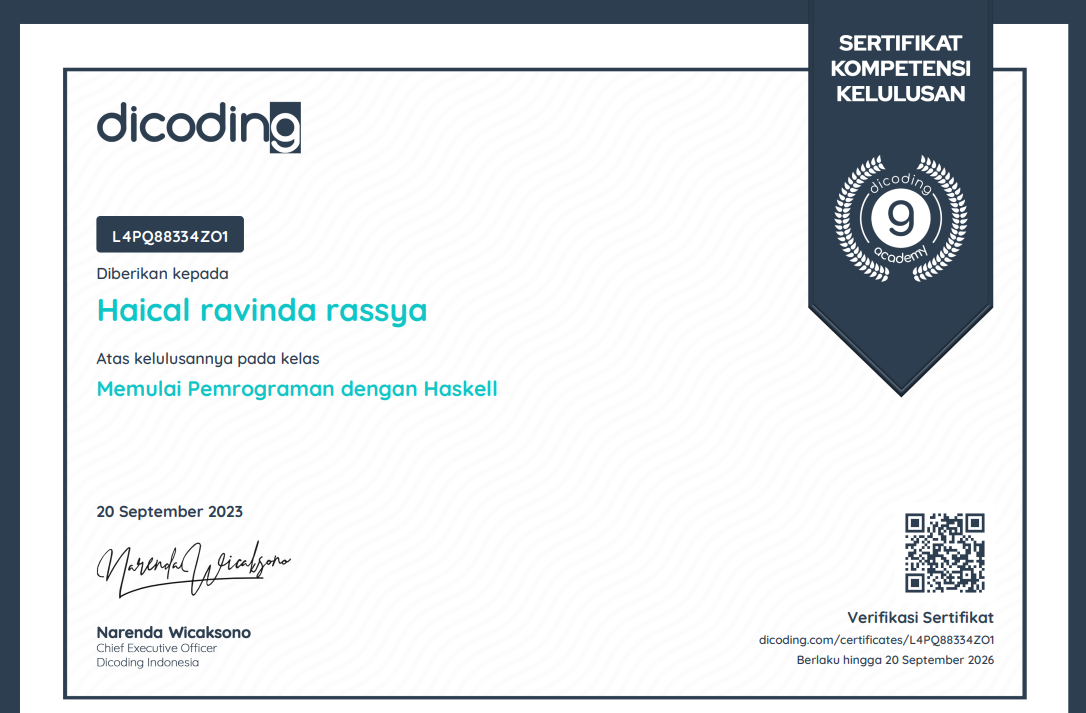 SERTIFIKAT
KOMPETENSI
KELULUSAN
dicoding
dicoding
9
academy
L4PQ88334ZO1
Diberikan kepada
Haical ravinda rassya
Atas kelulusannya pada kelas
Memulai Pemrograman dengan Haskell
20 September 2023
Narenda Wicaksono
Narenda Wicaksono
Chief Executive Officer
Dicoding Indonesia
Verifikasi Sertifikat
dicoding.com/certificates/L4PQ88334ZO1
Berlaku hingga 20 September 2026